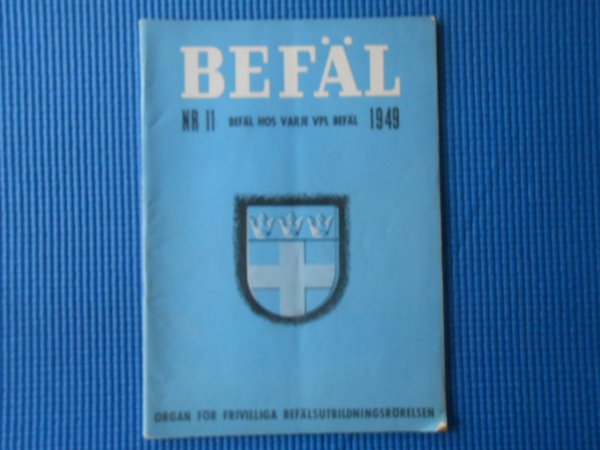 BEFÄL
NR 11 BEFÄL HOS VARJE VPL BEFÄL 1949
ORGAN FÖR FRIVILLIGA BEFÄLSUTBILDNINGSRÖRELSEN